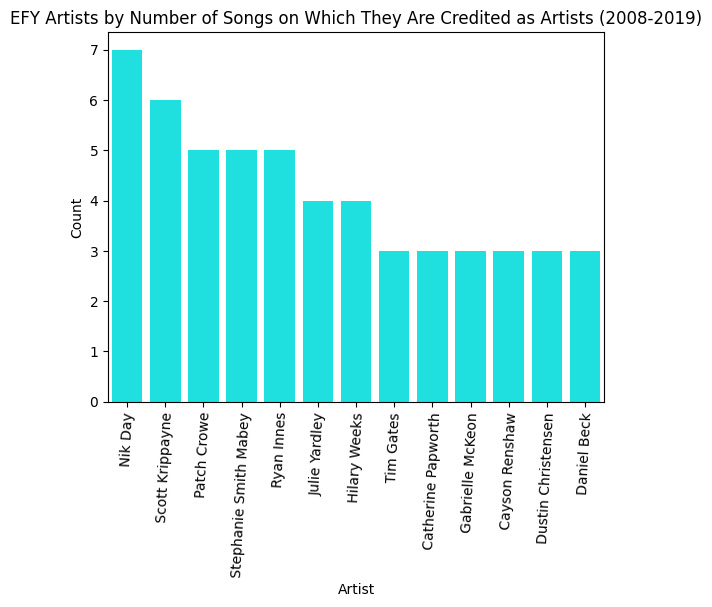 EFY Artists by Number of Songs on Which They Are Credited as Artists (2008-2019)
7
6
5
4
3
2
1
0
Count
Nik Day
Scott Krippayne
Patch Crowe
Stephanie Smith Mabey
Ryan Innes
Julie Yardley
Hilary Weeks
Tim Gates
Catherine Papworth
Gabrielle McKeon
Cayson Renshaw
Dustin Christensen
Daniel Beck
Artist